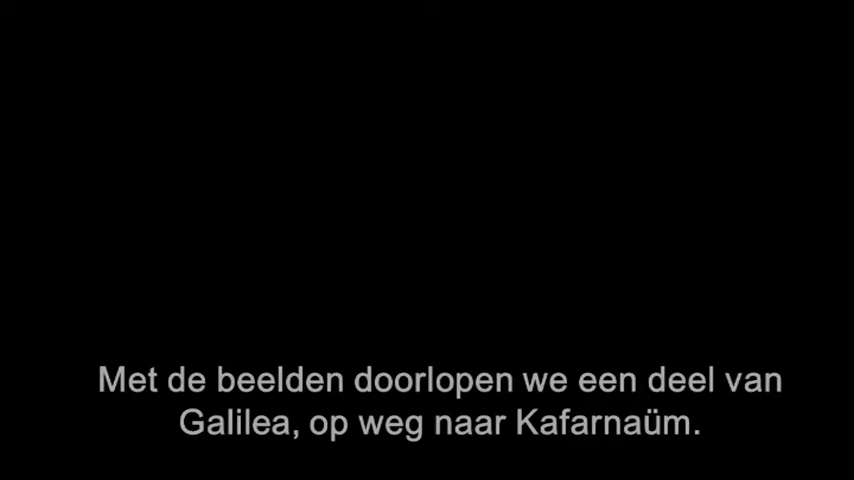 Met de beelden doorlopen we een deel van
Galilea, op weg naar Kafarnaüm.